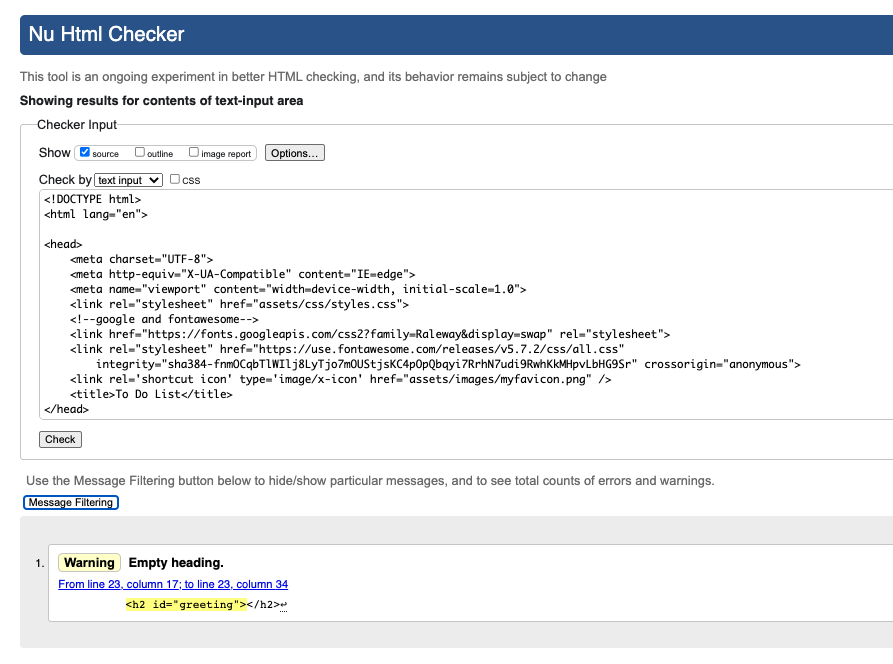 Nu Html Checker
This tool is an ongoing experiment in better HTML checking, and its behavior remains subject to change
Showing results for contents of text-input area
Checker Input
Show source outline image report Options...
Check by text input css
<!DOCTYPE html>
<html lang="en">
<head>
<meta charset="UTF-8">
<meta http-equiv="X-UA-Compatible" content="IE=edge">
<meta name="viewport" content="width=device-width, initial-scale=1.0">
<link rel="stylesheet" href="assets/css/styles.css">
<!--google and fontawesome-->
<link href="https://fonts.googleapis.com/css2?family=Raleway&display=swap" rel="stylesheet">
<link rel="stylesheet" href="https://use.fontawesome.com/releases/v5.7.2/css/all.css"
integrity="sha384-fnmOCqbTlWIlj8LyTjo7mOUStjsKC4pOpQbqyi7RrhN7udi9RwhKkMHpvLbHG9Sr" crossorigin="anonymous">
<link rel='shortcut icon' type='image/x-icon' href="assets/images/myfavicon.png" />
<title>To Do List</title>
</head>
Check
Use the Message Filtering button below to hide/show particular messages, and to see total counts of errors and warnings.
Message Filtering
1. Warning Empty heading.
From line 23, column 17; to line 23, column 34
<h2 id="greeting"></h2>↩